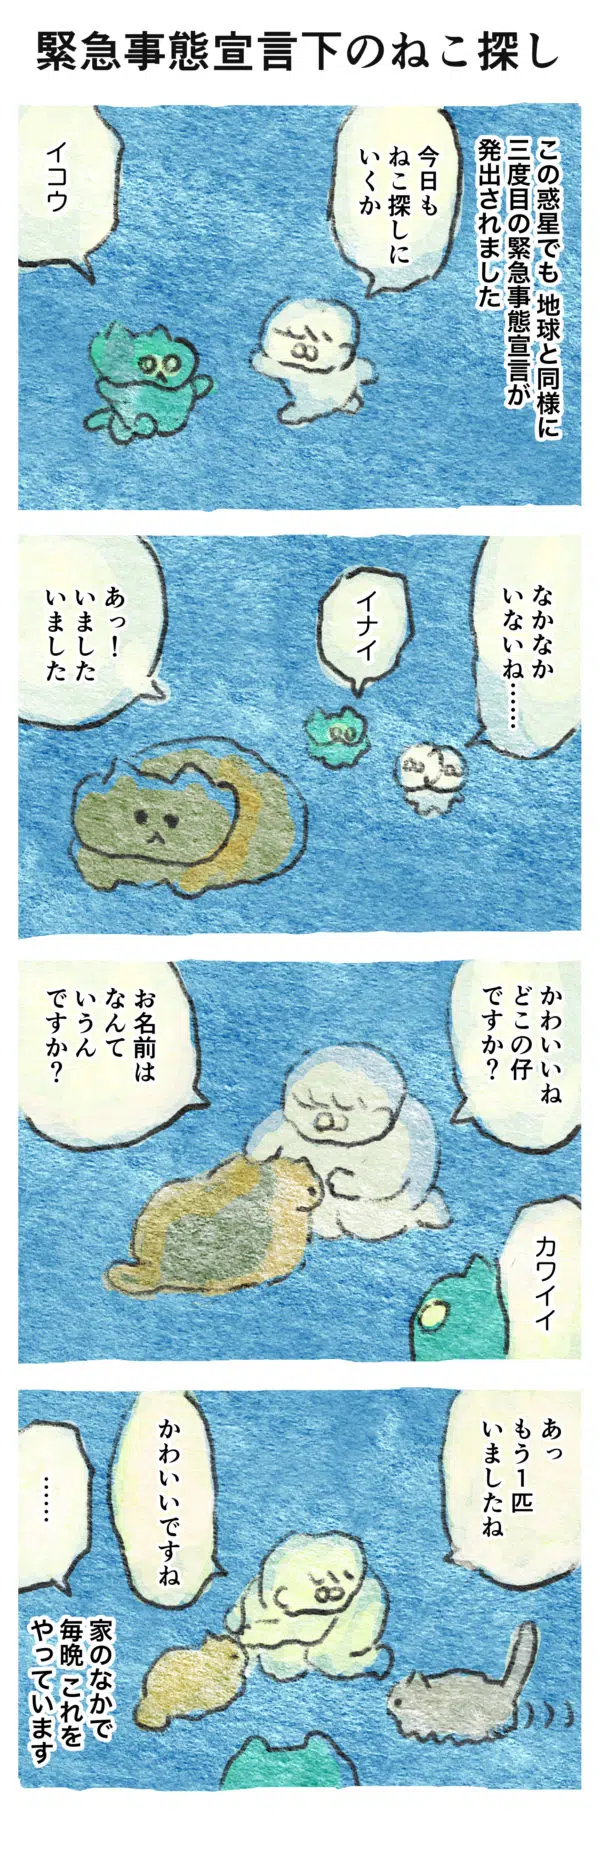 緊急事態宣言下のねこ探し
この惑星でも 地球と同様に
三度目の緊急事態宣言が
発出されました
今日も
ねこ探しに
いくか
イコウ
なかなか
いないね……
イナイ
あっ!
いました
いました
かわいいね
どこの仔
ですか?
お名前は
なんて
いうん
ですか?
カワイイ
あっ
もう1匹
いましたね
かわいいですね
……
家のなかで
毎晩 これを
やっています